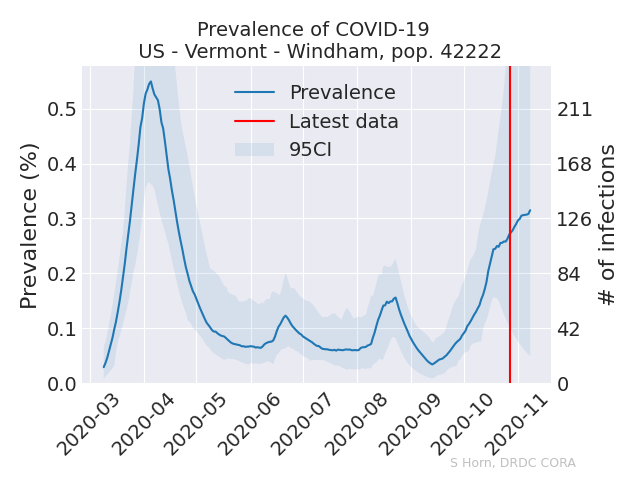 Prevalence of COVID-19
US - Vermont - Windham, pop. 42222
Prevalence
Latest data
95CI
Prevalence (%)
0.5
0.4
0.3
0.2
0.1
0.0
211
168
126
84
42
0
# of infections
2020-03
2020-04
2020-05
2020-06
2020-07
2020-08
2020-09
2020-10
2020-11
S Horn, DRDC CORA